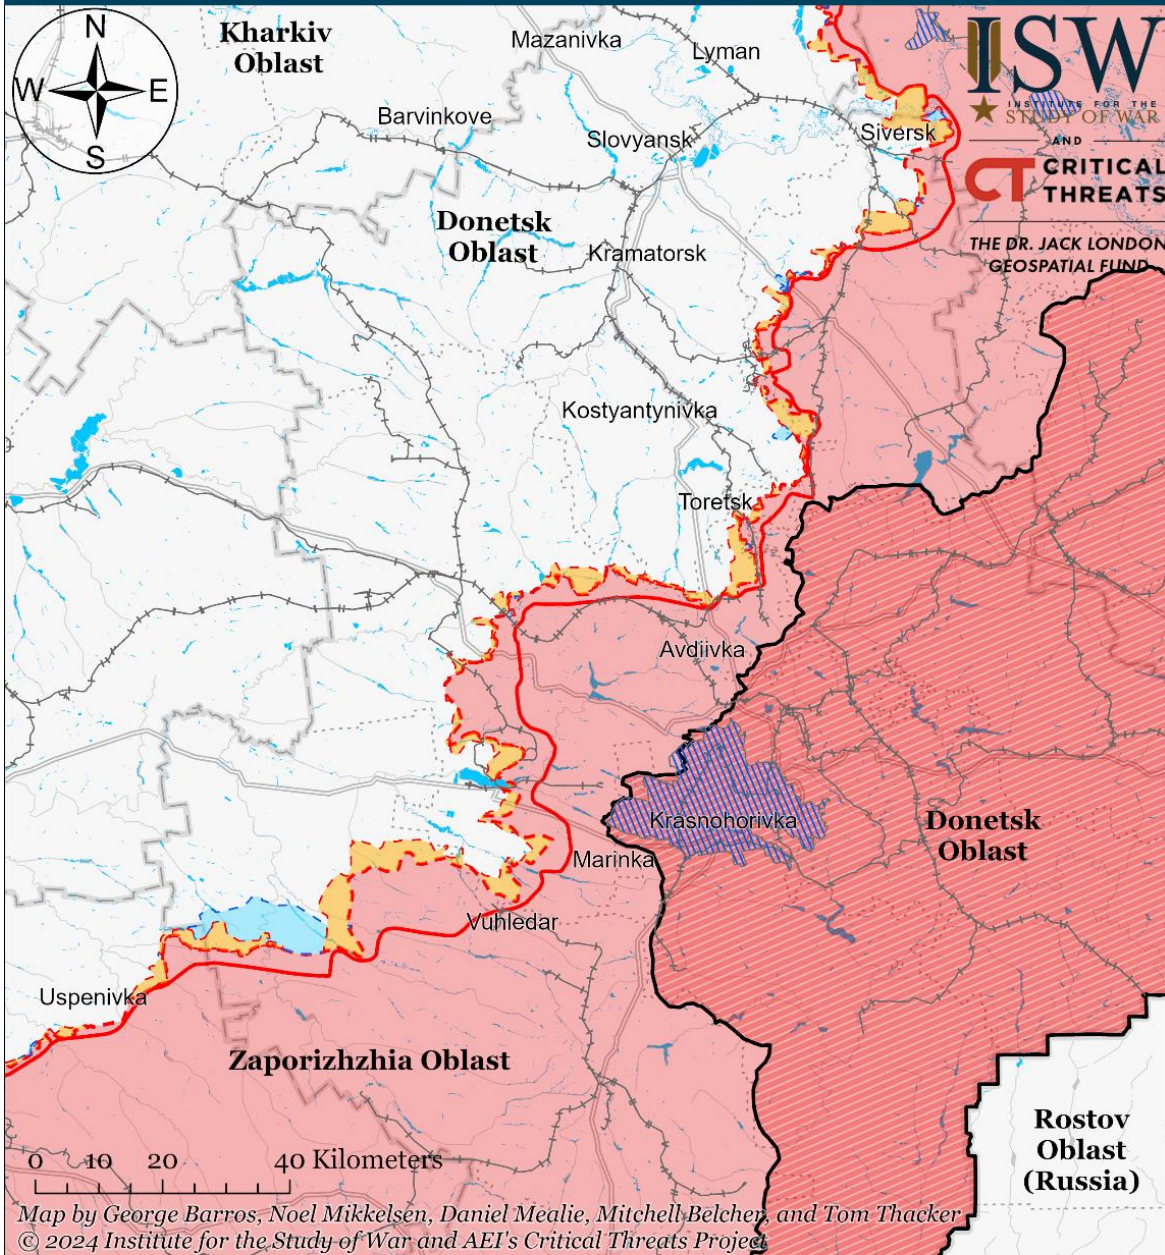 N
W E
S
Kharkiv
Oblast
Mazanivka
Lyman
ISW
INSTITUTE FOR THE
STUDY OF WAR
AND
CT CRITICAL
THREATS
THE DR. JACK LONDON
GEOSPATIAL FUND
Barvinkove
Slovyansk
Siversk
Donetsk
Oblast
Kramatorsk
Kostyantynivka
Toretsk
Avdiivka
Krasnohorivka
Donetsk
Oblast
Marinka
Vuhledar
Uspenivka
Zaporizhzhia Oblast
Rostov
Oblast
(Russia)
0 10 20 40 Kilometers
Map by George Barros, Noel Mikkelsen, Daniel Mealie, Mitchell Belcher, and Tom Thacker
© 2024 Institute for the Study of War and AEI's Critical Threats Project